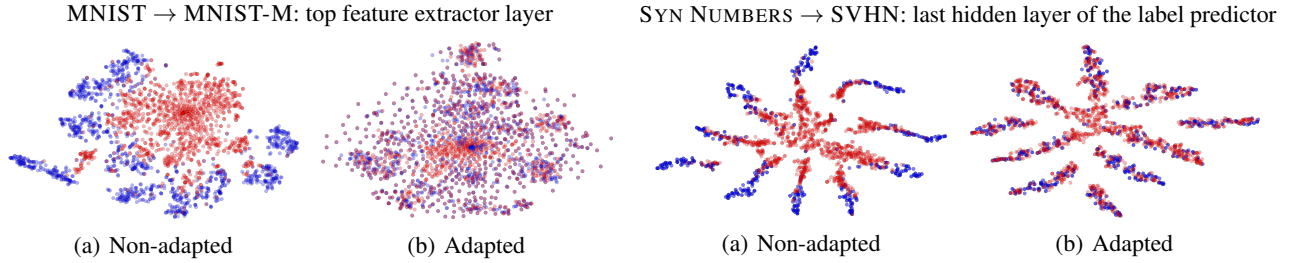 MNIST → MNIST-M: top feature extractor layer
SYN NUMBERS → SVHN: last hidden layer of the label predictor
(a) Non-adapted
(b) Adapted
(a) Non-adapted
(b) Adapted